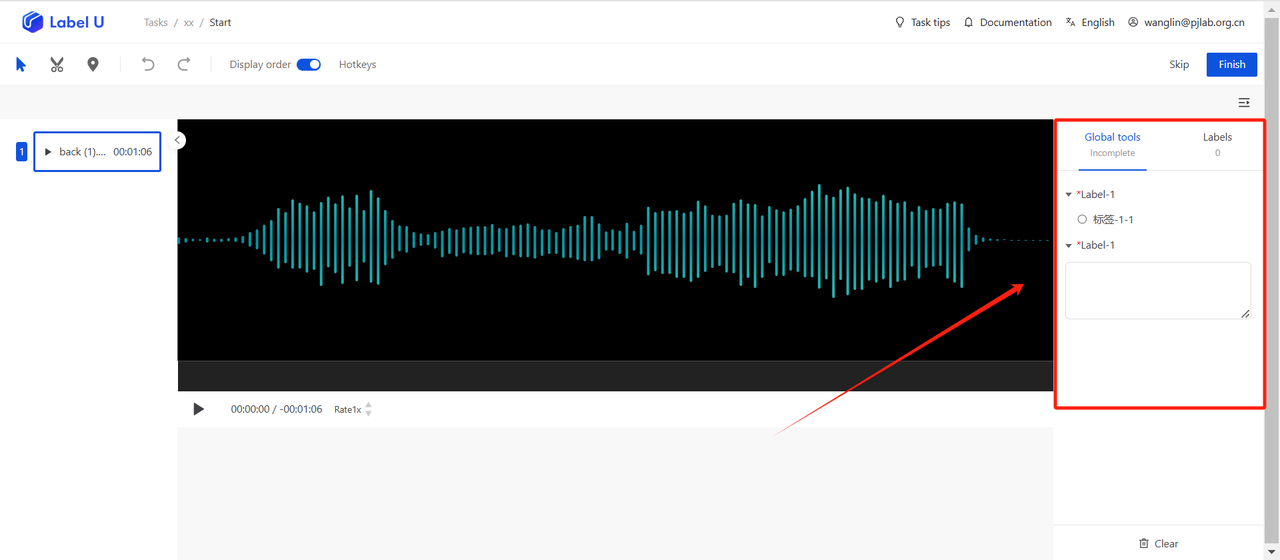 Label U
Tasks / xx / Start
Task tips
Documentation
English
wanglin@pjlab.org.cn
Display order
Hotkeys
Skip
Finish
1
back (1).... 00:01:06
Global tools
Incomplete
Labels
0
*Label-1
标签-1-1
*Label-1
00:00:00 / -00:01:06
Rate1x
Clear